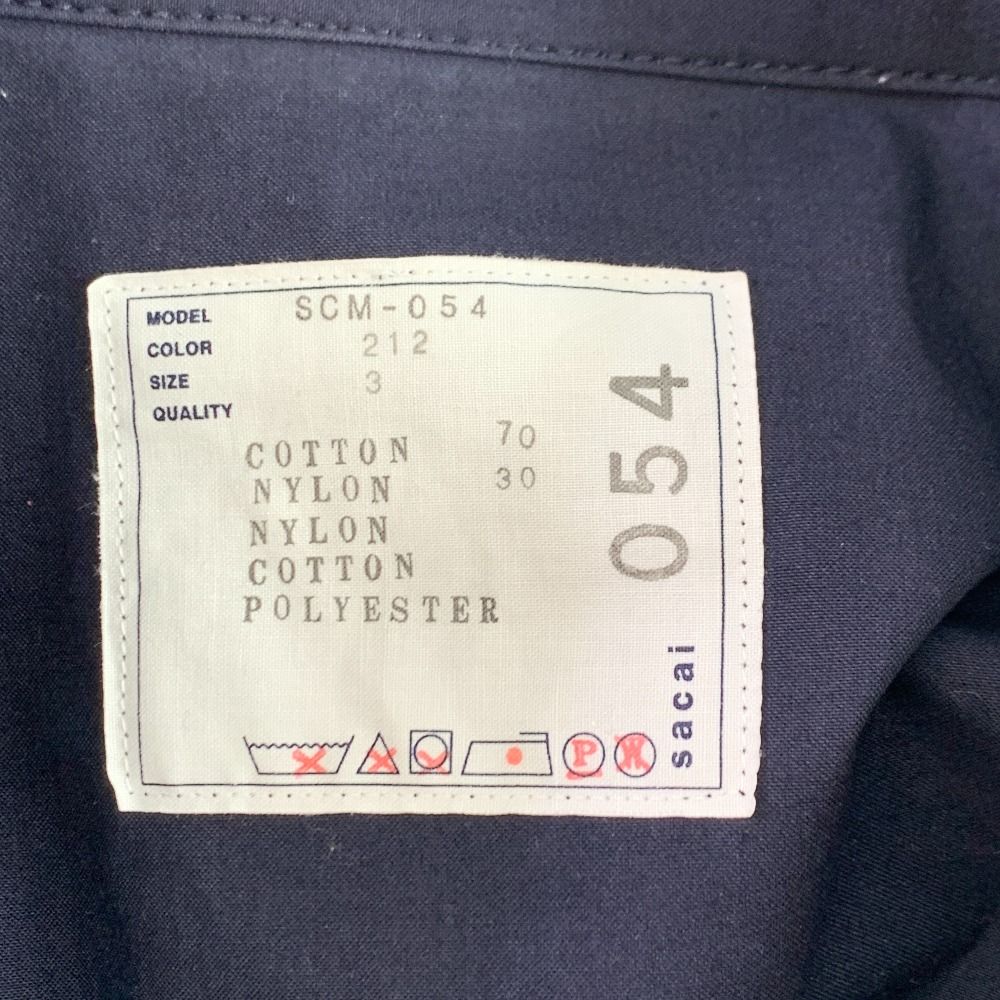 MODEL SCM-054
COLOR 212
SIZE 3
QUALITY
COTTON 70
NYLON 30
NYLON
COTTON
POLYESTER
054
sacai
P
W